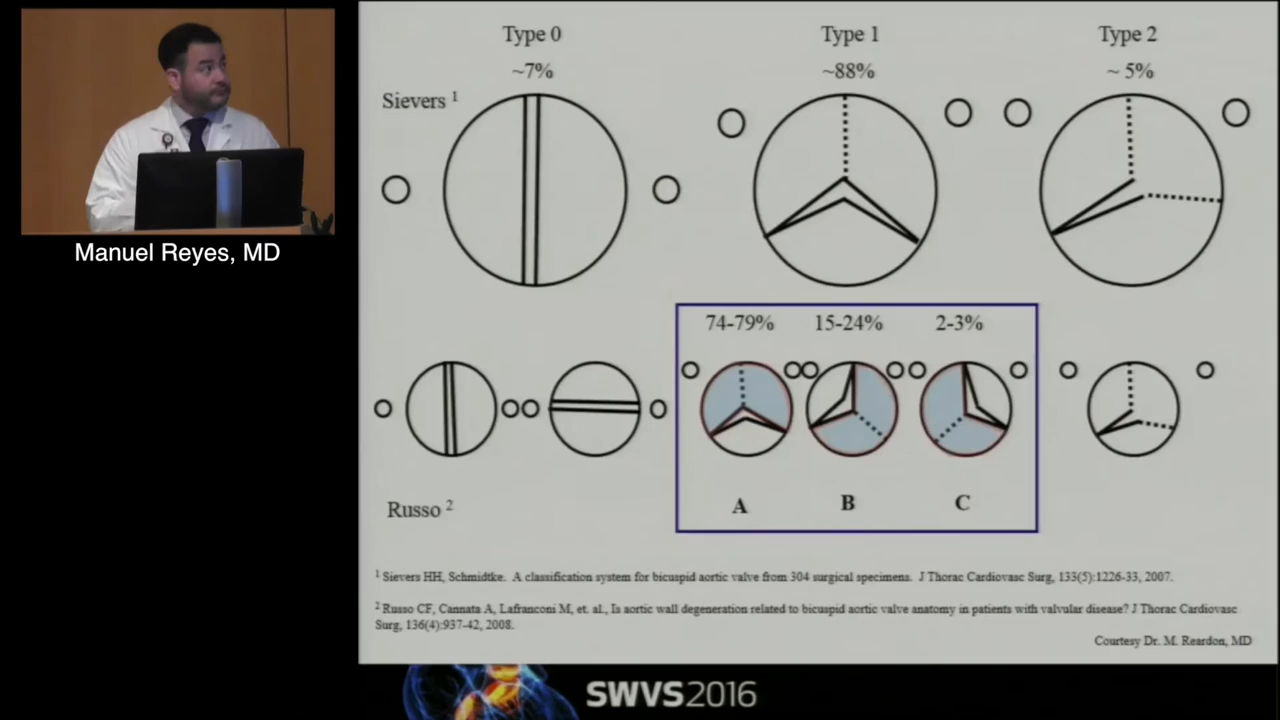 Type 0
Type 1
Type 2
~7%
~88%
~ 5%
Sievers 1
Manuel Reyes, MD
74-79%
15-24%
2-3%
A
B
C
Russo 2
1 Sievers HH, Schmidtke. A classification system for bicuspid aortic valve from 304 surgical specimens. J Thorac Cardiovasc Surg, 133(5):1226-33, 2007.
2 Russo CF, Cannata A, Lafranconi M, et. al., Is aortic wall degeneration related to bicuspid aortic valve anatomy in patients with valvular disease? J Thorac Cardiovasc
Surg, 136(4):937-42, 2008.
Courtesy Dr. M. Reardon, MD
SWVS2016